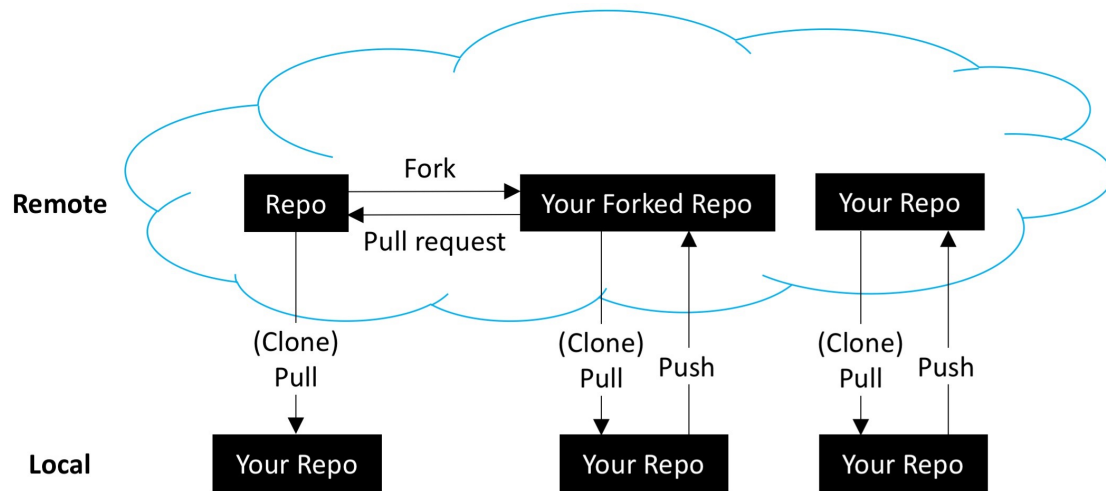 Fork
Remote
Repo
Your Forked Repo
Your Repo
Pull request
(Clone)
Pull
(Clone)
Pull
Push
(Clone)
Pull
Push
Local
Your Repo
Your Repo
Your Repo